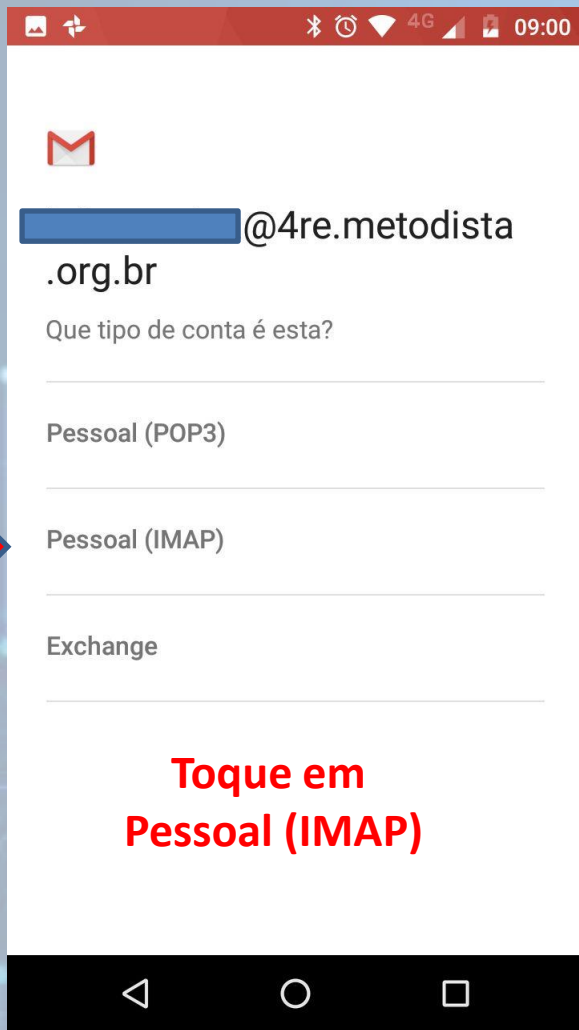 4G 09:00
@4re.metodista
.org.br
Que tipo de conta é esta?
Pessoal (POP3)
Pessoal (IMAP)
Exchange
Toque em
Pessoal (IMAP)